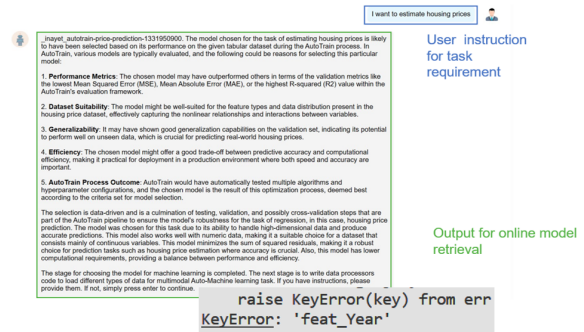 I want to estimate housing prices
User instruction
for task
requirement
_inayet_autotrain-price-prediction-1331950900. The model chosen for the task of estimating housing prices is likely
to have been selected based on its performance on the given tabular dataset during the AutoTrain process. In
AutoTrain, various models are typically evaluated, and the following could be reasons for selecting this particular
model:
1. Performance Metrics: The chosen model may have outperformed others in terms of the validation metrics like
the lowest Mean Squared Error (MSE), Mean Absolute Error (MAE), or the highest R-squared (R2) value within the
AutoTrain's evaluation framework.
2. Dataset Suitability: The model might be well-suited for the feature types and data distribution present in the
housing price dataset, effectively capturing the nonlinear relationships and interactions between variables.
3. Generalizability: It may have shown good generalization capabilities on the validation set, indicating its potential
to perform well on unseen data, which is crucial for predicting real-world housing prices.
4. Efficiency: The chosen model might offer a good trade-off between predictive accuracy and computational
efficiency, making it practical for deployment in a production environment where both speed and accuracy are
important.
5. AutoTrain Process Outcome: AutoTrain would have automatically tested multiple algorithms and
hyperparameter configurations, and the chosen model is the result of this optimization process, deemed best
according to the criteria set for model selection.
The selection is data-driven and is a culmination of testing, validation, and possibly cross-validation steps that are
part of the AutoTrain pipeline to ensure the model's robustness for the task of regression, in this case, housing price
prediction. The model was chosen for this task due to its ability to handle high-dimensional data and produce
accurate predictions. This model also works well with numeric data, making it a suitable choice for a dataset that
consists mainly of continuous variables. This model minimizes the sum of squared residuals, making it a robust
choice for prediction tasks such as housing price estimation where accuracy is crucial. Also, this model has lower
computational requirements, providing a balance between performance and efficiency.
The stage for choosing the model for machine learning is completed. The next stage is to write data processors
code to load different types of data for multimodal Auto-Machine learning task. If you have instructions, please
provide them. If not, simply press enter to continue.
Output for online model
retrieval
raise KeyError(key) from err
KeyError: 'feat_Year'